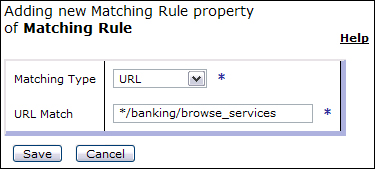 Adding new Matching Rule property
of Matching Rule
Help
Matching Type URL *
URL Match */banking/browse_services *
Save Cancel